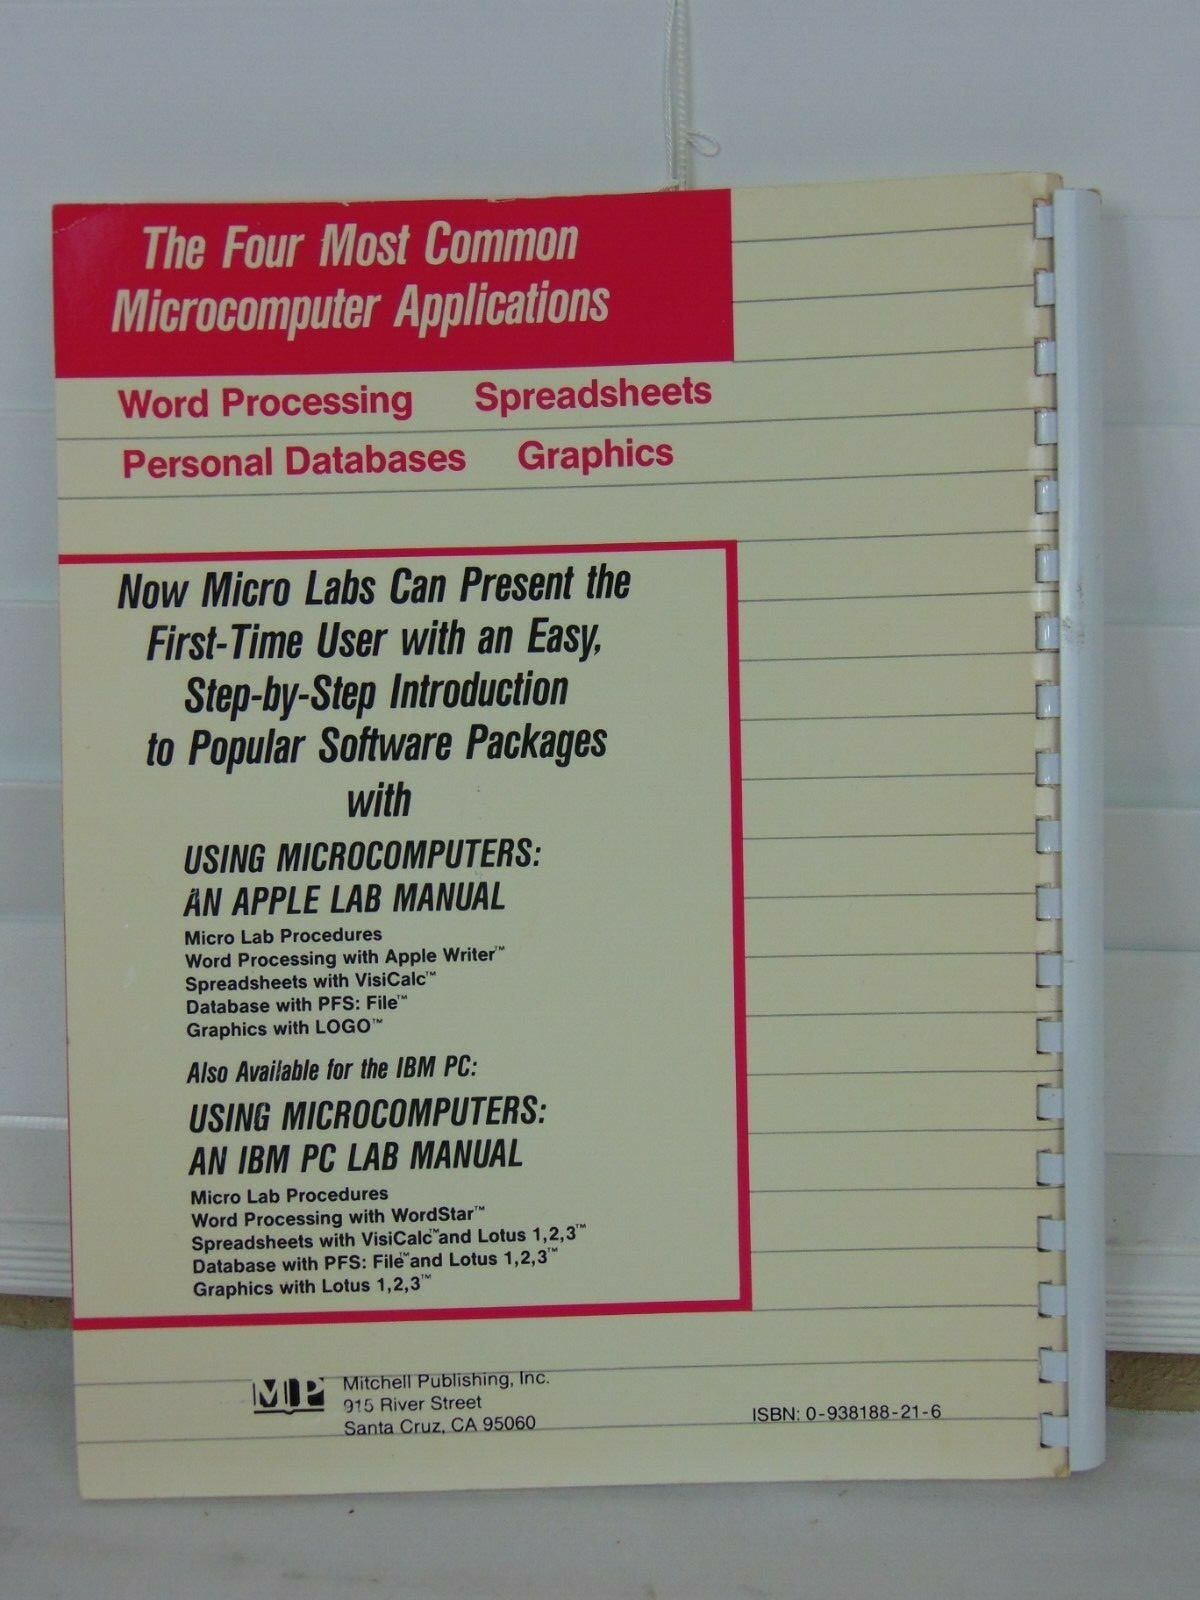 The Four Most Common
Microcomputer Applications
Word Processing Spreadsheets
Personal Databases Graphics
Now Micro Labs Can Present the
First-Time User with an Easy,
Step-by-Step Introduction
to Popular Software Packages
with
USING MICROCOMPUTERS:
AN APPLE LAB MANUAL
Micro Lab Procedures
Word Processing with Apple Writer™
Spreadsheets with VisiCalc™
Database with PFS: File™
Graphics with LOGO™
Also Available for the IBM PC:
USING MICROCOMPUTERS:
AN IBM PC LAB MANUAL
Micro Lab Procedures
Word Processing with WordStar™
Spreadsheets with VisiCalc™and Lotus 1,2,3™
Database with PFS: File™and Lotus 1,2,3™
Graphics with Lotus 1,2,3™
MP Mitchell Publishing, Inc.
915 River Street
Santa Cruz, CA 95060
ISBN: 0-938188-21-6